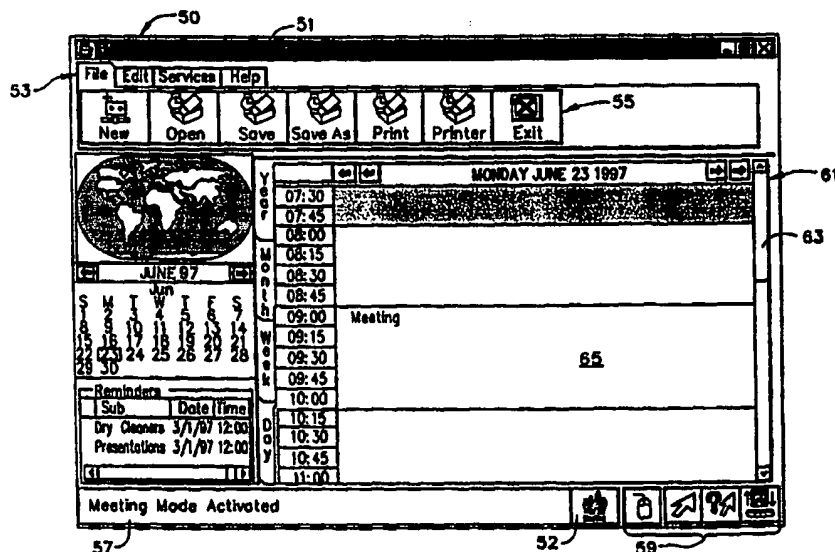 50
51
53
File Edit Services Help
New Open Save Save As Print Printer Exit
55
MONDAY JUNE 23 1997
61
63
Year
Month
Week
Day
07:30
07:45
08:00
08:15
08:30
08:45
09:00 Meeting
09:15
09:30
09:45
10:00
10:15
10:30
10:45
11:00
65
JUNE 97
Jun
S M T W T F S
1 2 3 4 5 6 7
8 9 10 11 12 13 14
15 16 17 18 19 20 21
22 23 24 25 26 27 28
29 30
Reminders
Sub Date Time
Dry Cleaners 3/1/97 12:00
Presentations 3/1/97 12:00
Meeting Mode Activated
57
52
59